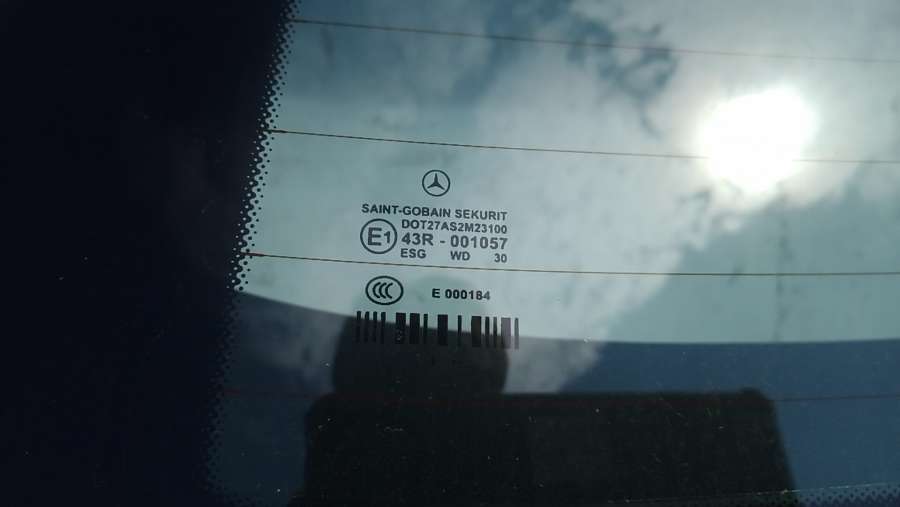 SAINT-GOBAIN SEKURIT
DOT27AS2M23100
E1 43R - 001057
ESG WD 30
CCC E 000184